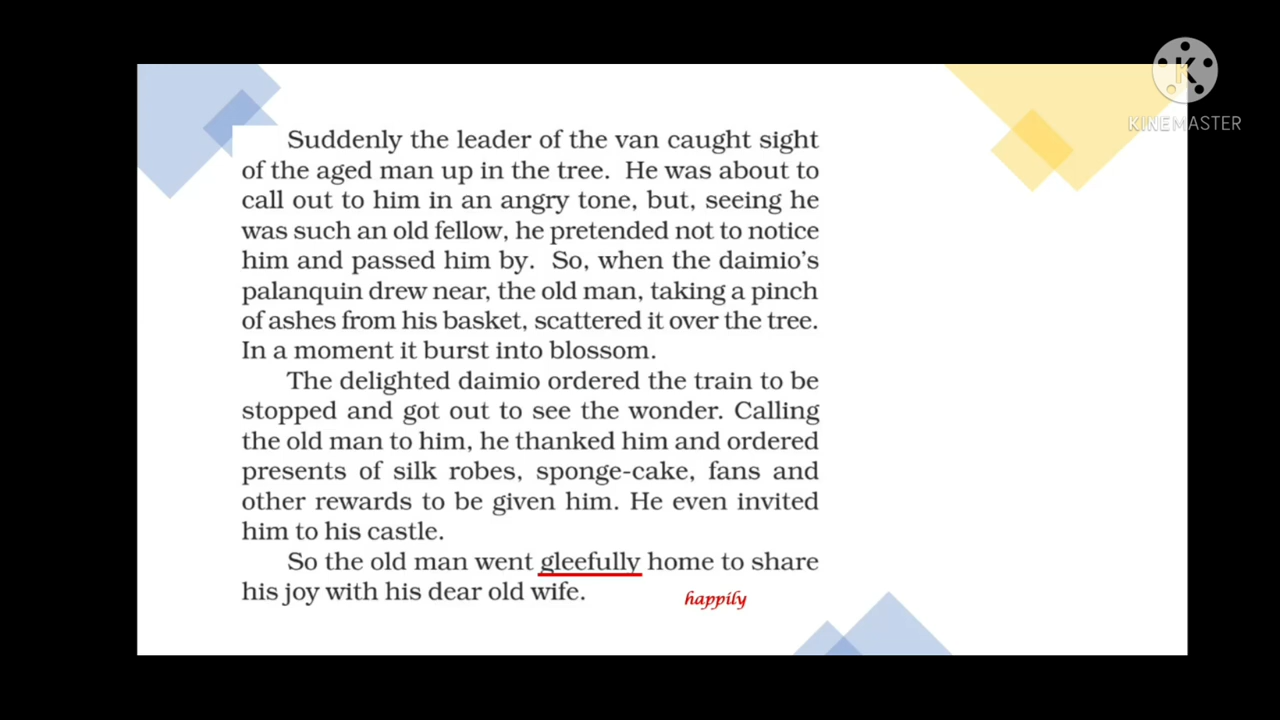 KINEMASTER
Suddenly the leader of the van caught sight
of the aged man up in the tree. He was about to
call out to him in an angry tone, but, seeing he
was such an old fellow, he pretended not to notice
him and passed him by. So, when the daimio’s
palanquin drew near, the old man, taking a pinch
of ashes from his basket, scattered it over the tree.
In a moment it burst into blossom.
The delighted daimio ordered the train to be
stopped and got out to see the wonder. Calling
the old man to him, he thanked him and ordered
presents of silk robes, sponge-cake, fans and
other rewards to be given him. He even invited
him to his castle.
So the old man went gleefully home to share
his joy with his dear old wife.
happily